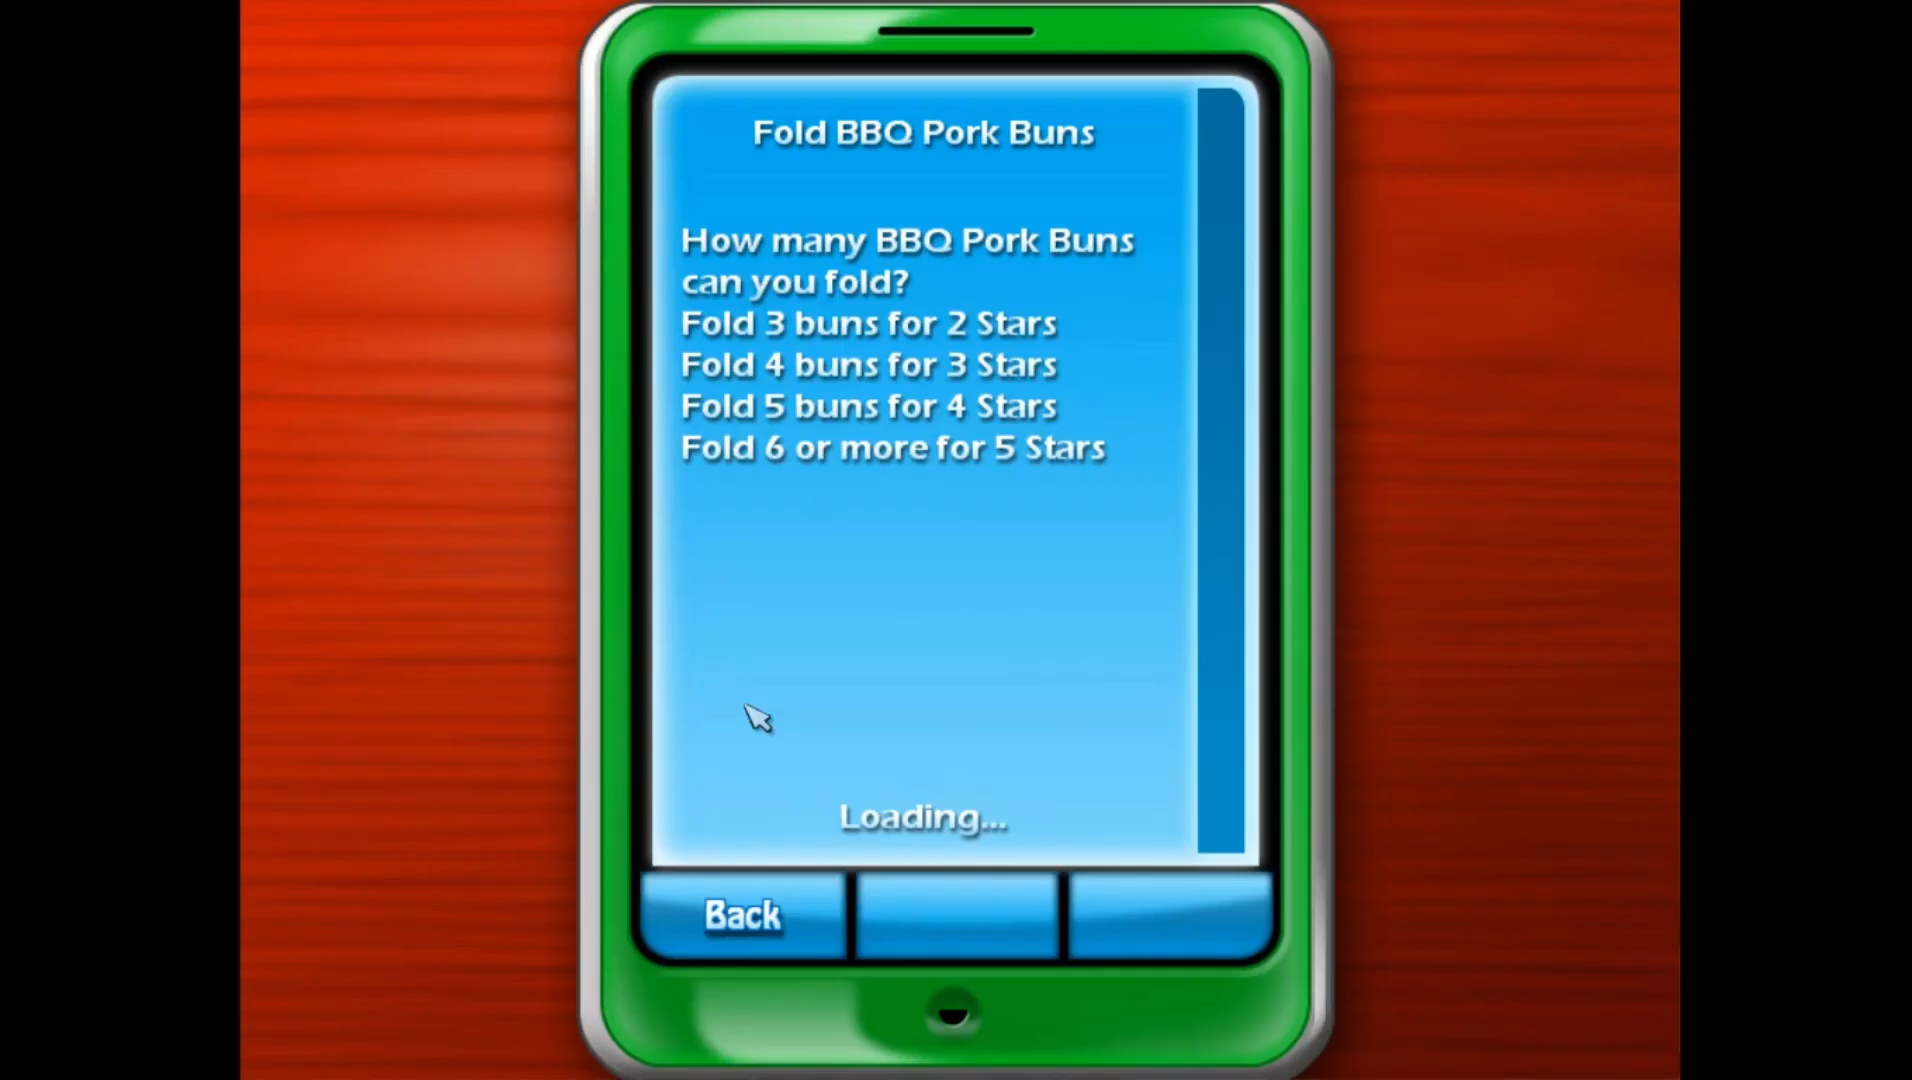 Fold BBQ Pork Buns
How many BBQ Pork Buns
can you fold?
Fold 3 buns for 2 Stars
Fold 4 buns for 3 Stars
Fold 5 buns for 4 Stars
Fold 6 or more for 5 Stars
Loading...
Back